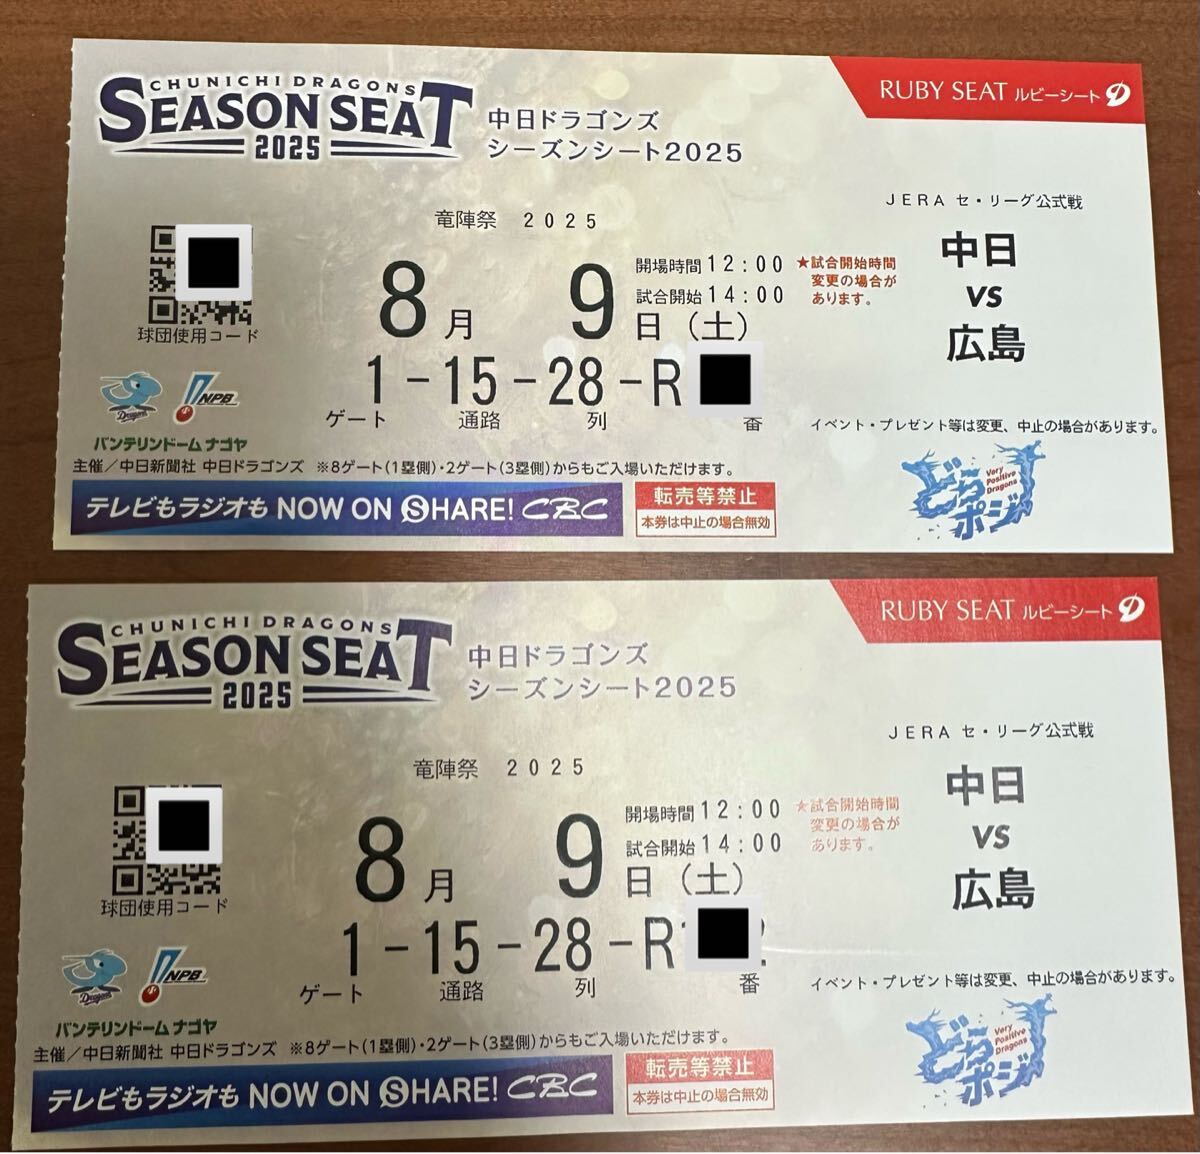 CHUNICHI DRAGONS
SEASON SEAT
2025
中日ドラゴンズ
シーズンシート2025
RUBY SEAT ルビーシート
JERA セ・リーグ公式戦
竜陣祭 2025
開場時間 12:00
試合開始 14:00
★試合開始時間
変更の場合が
あります。
8月 9日(土)
中日
VS
広島
球団使用コード
1-15-28-R
ゲート 通路 列 番
Dragons
NPB
バンテリンドーム ナゴヤ
イベント・プレゼント等は変更、中止の場合があります。
主催/中日新聞社 中日ドラゴンズ ※8ゲート(1塁側)・2ゲート(3塁側)からもご入場いただけます。
テレビもラジオも NOW ON SHARE! CBC
転売等禁止
本券は中止の場合無効
どらポジ
Very
Positive
Dragons
CHUNICHI DRAGONS
SEASON SEAT
2025
中日ドラゴンズ
シーズンシート2025
RUBY SEAT ルビーシート
JERA セ・リーグ公式戦
竜陣祭 2025
開場時間 12:00
試合開始 14:00
★試合開始時間
変更の場合が
あります。
8月 9日(土)
中日
VS
広島
球団使用コード
1-15-28-R
ゲート 通路 列 番
Dragons
NPB
バンテリンドーム ナゴヤ
イベント・プレゼント等は変更、中止の場合があります。
主催/中日新聞社 中日ドラゴンズ ※8ゲート(1塁側)・2ゲート(3塁側)からもご入場いただけます。
テレビもラジオも NOW ON SHARE! CBC
転売等禁止
本券は中止の場合無効
どらポジ
Very
Positive
Dragons